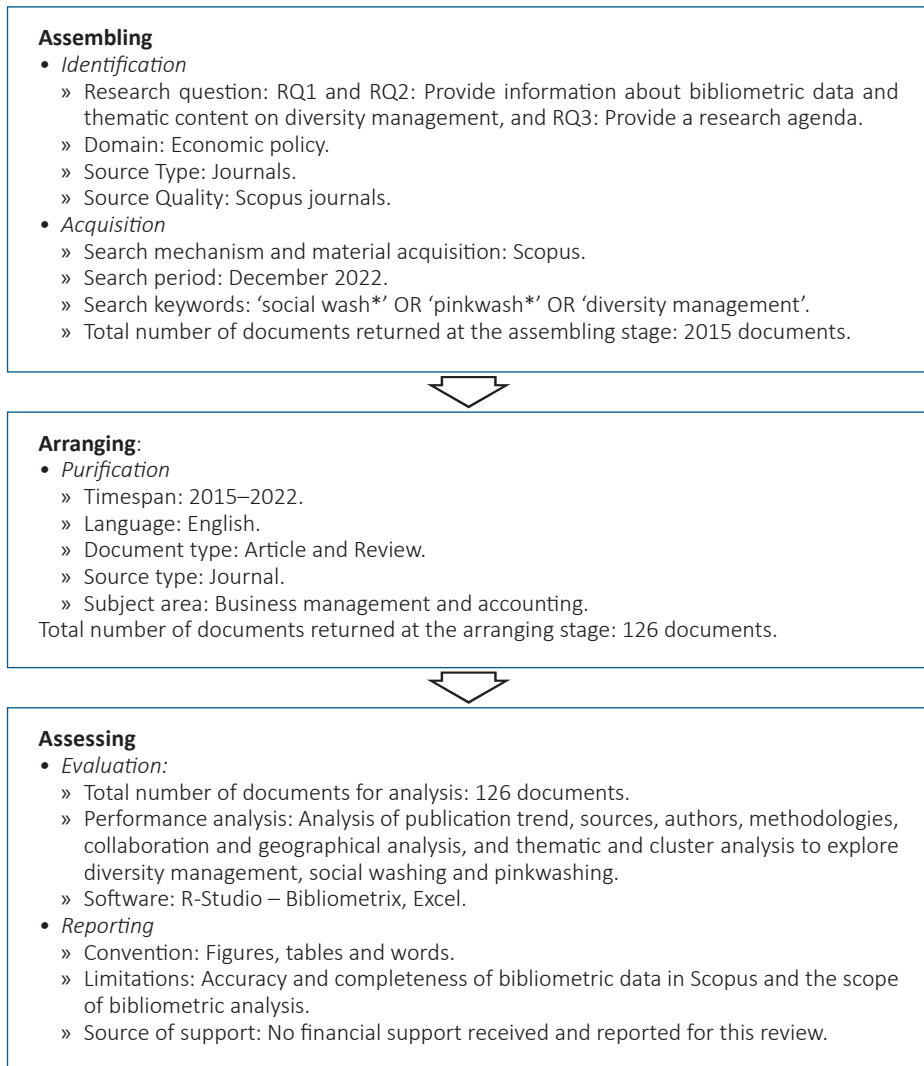 Assembling
• Identification
» Research question: RQ1 and RQ2: Provide information about bibliometric data and
thematic content on diversity management, and RQ3: Provide a research agenda.
» Domain: Economic policy.
» Source Type: Journals.
» Source Quality: Scopus journals.
• Acquisition
» Search mechanism and material acquisition: Scopus.
» Search period: December 2022.
» Search keywords: ‘social wash*’ OR ‘pinkwash*’ OR ‘diversity management’.
» Total number of documents returned at the assembling stage: 2015 documents.
Arranging:
• Purification
» Timespan: 2015–2022.
» Language: English.
» Document type: Article and Review.
» Source type: Journal.
» Subject area: Business management and accounting.
Total number of documents returned at the arranging stage: 126 documents.
Assessing
• Evaluation:
» Total number of documents for analysis: 126 documents.
» Performance analysis: Analysis of publication trend, sources, authors, methodologies,
collaboration and geographical analysis, and thematic and cluster analysis to explore
diversity management, social washing and pinkwashing.
» Software: R-Studio – Bibliometrix, Excel.
• Reporting
» Convention: Figures, tables and words.
» Limitations: Accuracy and completeness of bibliometric data in Scopus and the scope
of bibliometric analysis.
» Source of support: No financial support received and reported for this review.